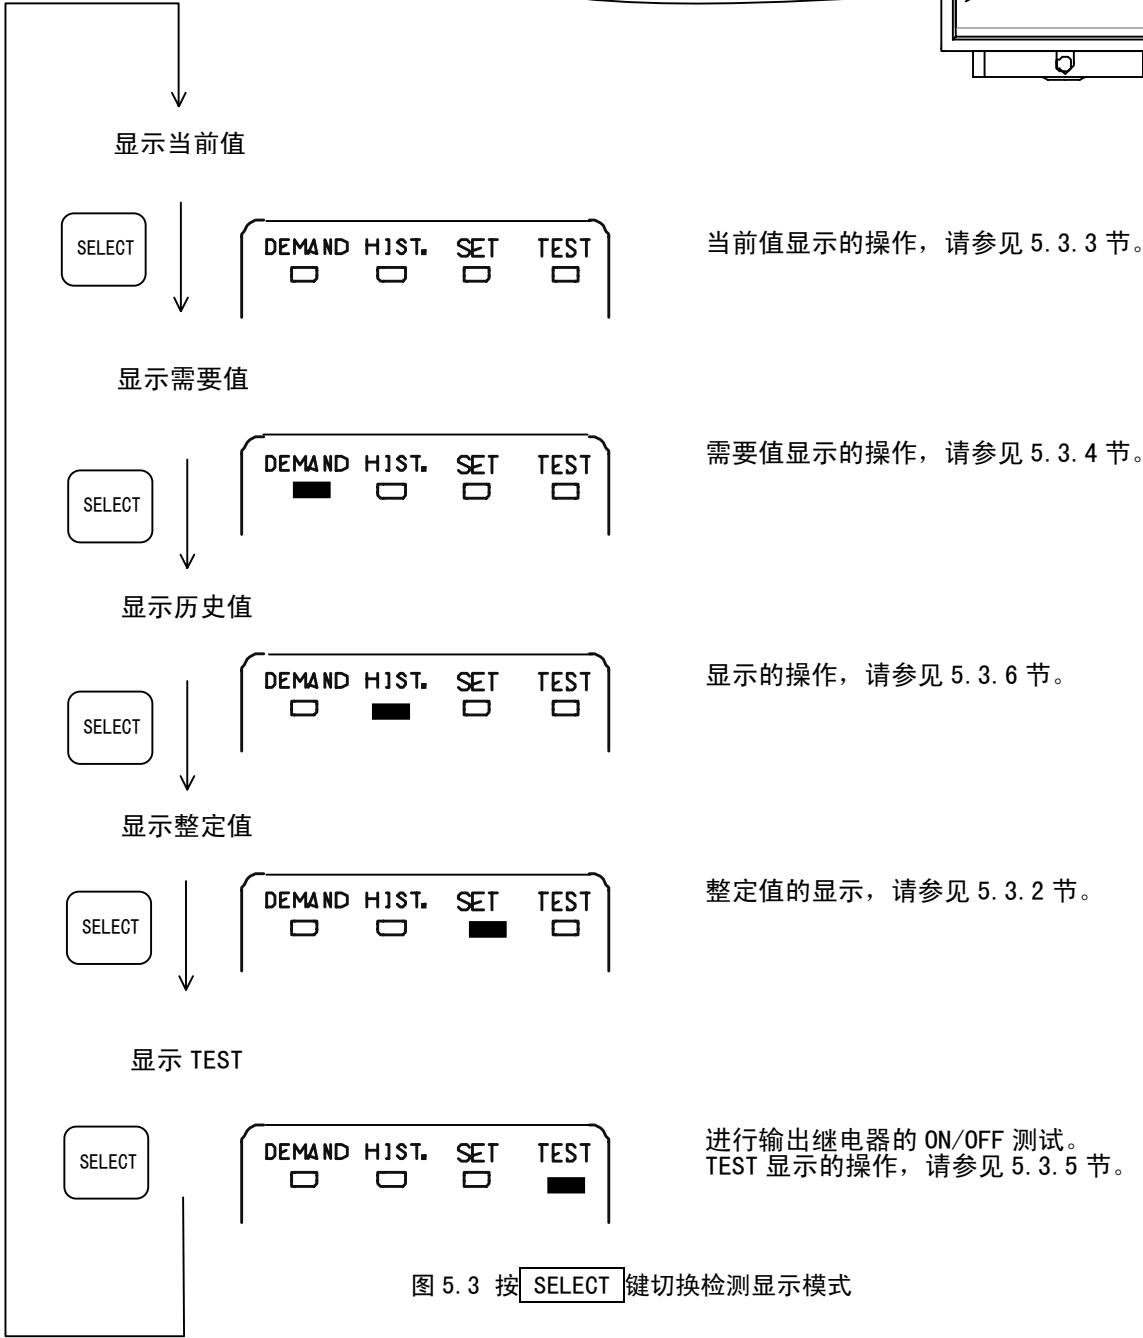 显示当前值
SELECT
DEMAND HIST. SET TEST
当前值显示的操作，请参见 5.3.3 节。
显示需要值
SELECT
DEMAND HIST. SET TEST
需要值显示的操作，请参见 5.3.4 节。
显示历史值
SELECT
DEMAND HIST. SET TEST
显示的操作，请参见 5.3.6 节。
显示整定值
SELECT
DEMAND HIST. SET TEST
整定值的显示，请参见 5.3.2 节。
显示 TEST
SELECT
DEMAND HIST. SET TEST
进行输出继电器的 ON/OFF 测试。
TEST 显示的操作，请参见 5.3.5 节。
图 5.3 按 SELECT 键切换检测显示模式